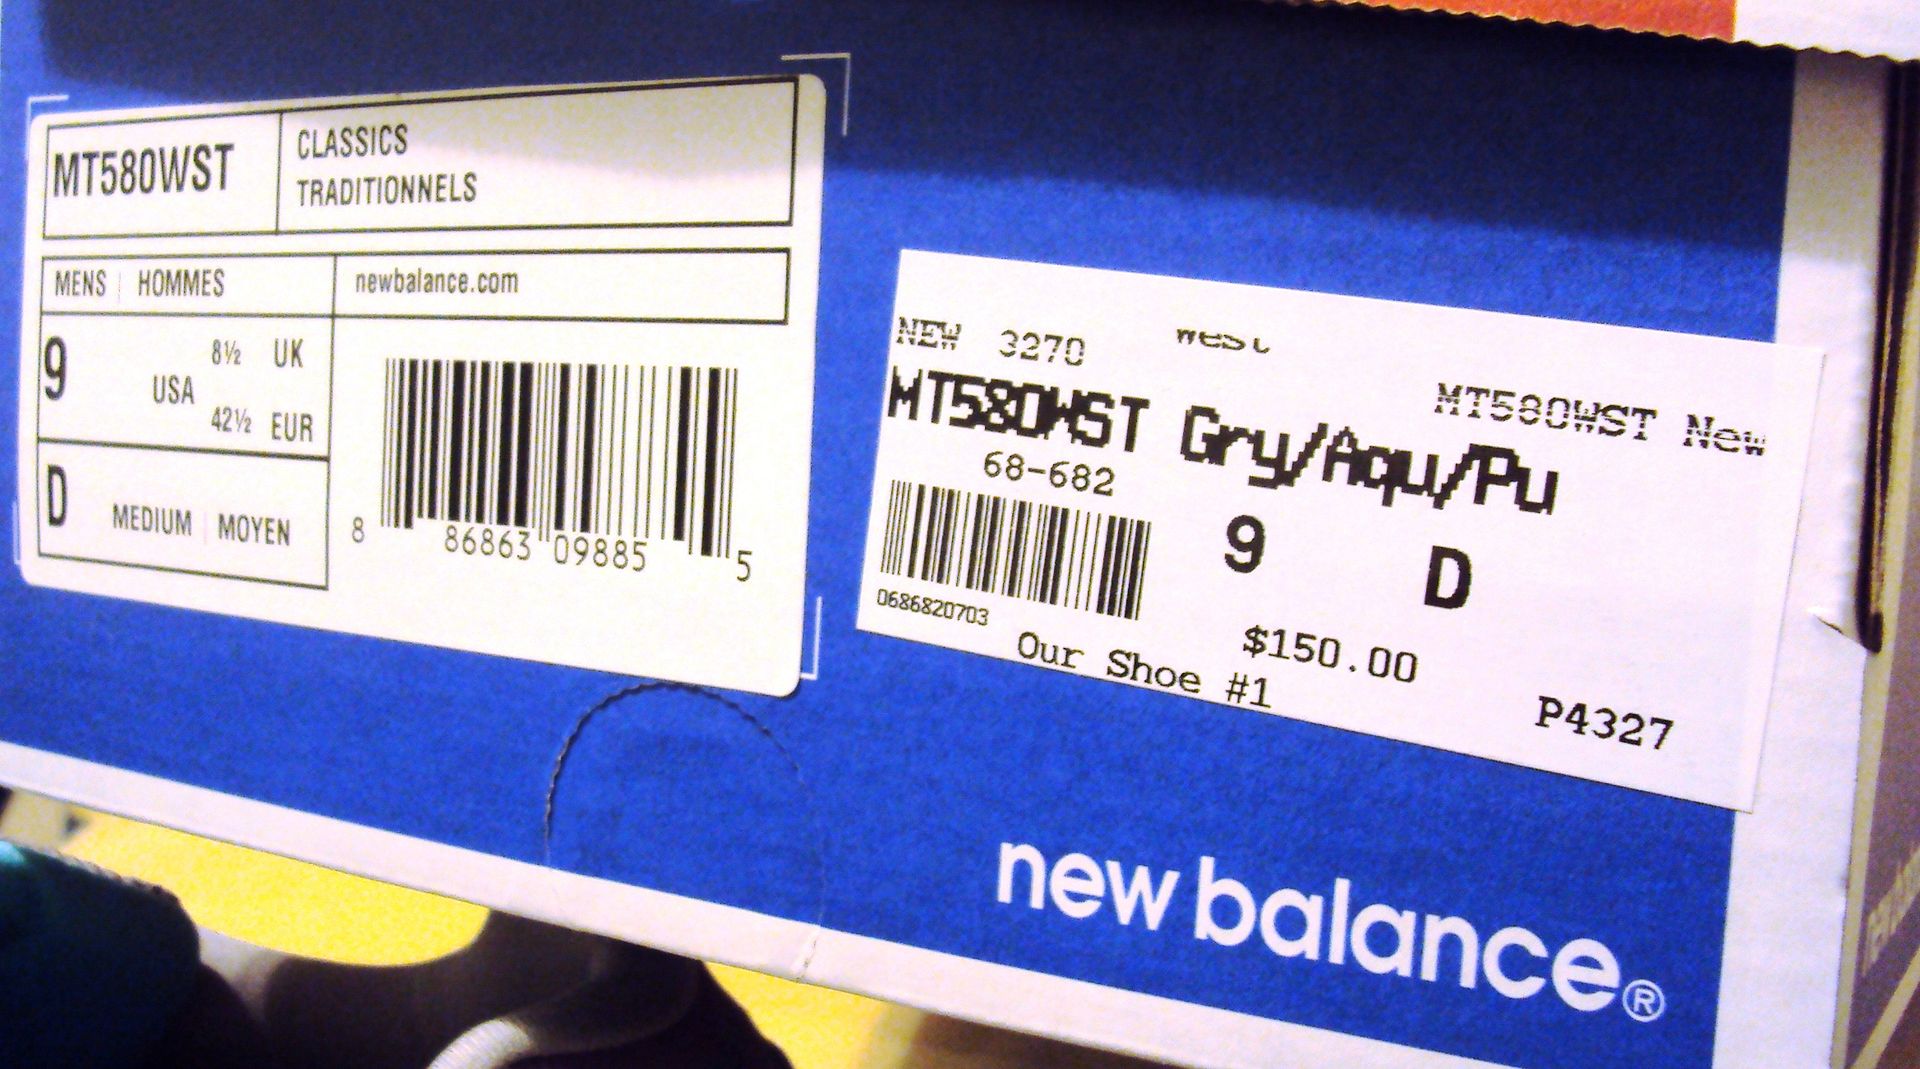 MT580WST
CLASSICS
TRADITIONNELS
MENS | HOMMES
newbalance.com
9
8½ UK
USA
42½ EUR
D
MEDIUM | MOYEN
8 86863 09885 5
NEW 3270 west
MT580WST New
MT580WST Gry/Aqu/Pu
68-682
9 D
0686820703
$150.00
Our Shoe #1
P4327
new balance®